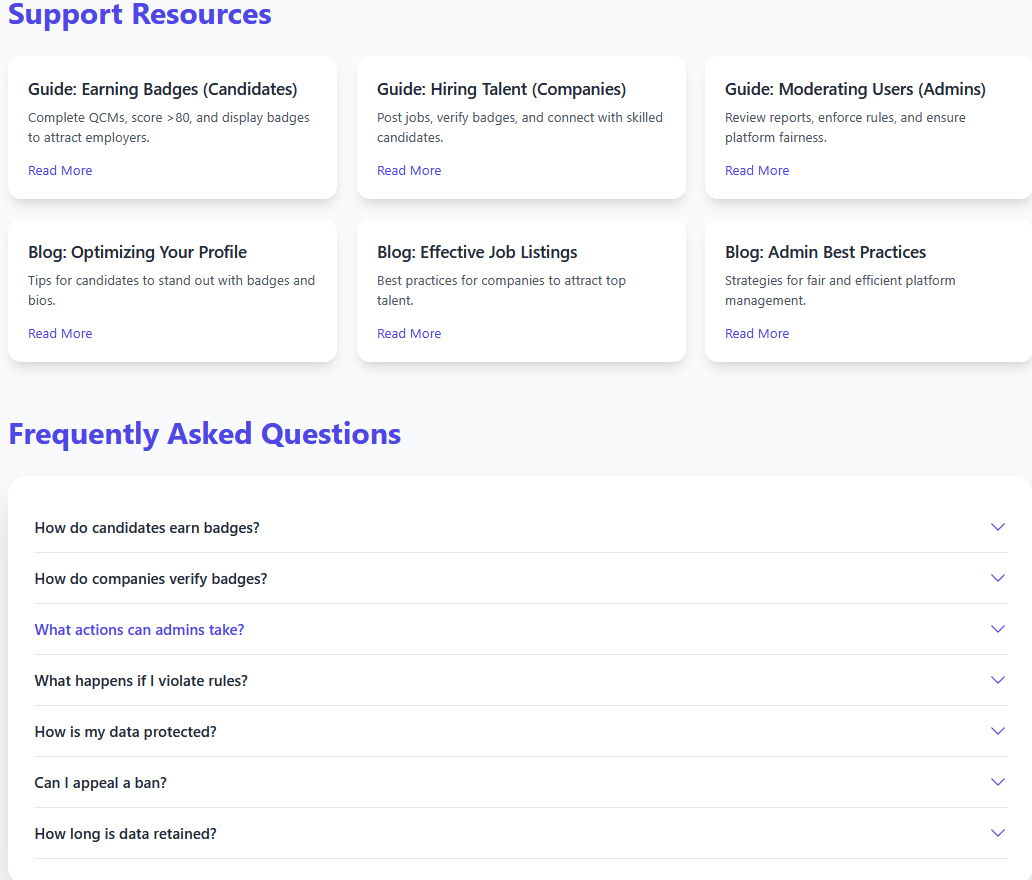 Support Resources
Guide: Earning Badges (Candidates)
Complete QCMs, score >80, and display badges
to attract employers.
Read More
Guide: Hiring Talent (Companies)
Post jobs, verify badges, and connect with skilled
candidates.
Read More
Guide: Moderating Users (Admins)
Review reports, enforce rules, and ensure
platform fairness.
Read More
Blog: Optimizing Your Profile
Tips for candidates to stand out with badges and
bios.
Read More
Blog: Effective Job Listings
Best practices for companies to attract top
talent.
Read More
Blog: Admin Best Practices
Strategies for fair and efficient platform
management.
Read More
Frequently Asked Questions
How do candidates earn badges?
How do companies verify badges?
What actions can admins take?
What happens if I violate rules?
How is my data protected?
Can I appeal a ban?
How long is data retained?